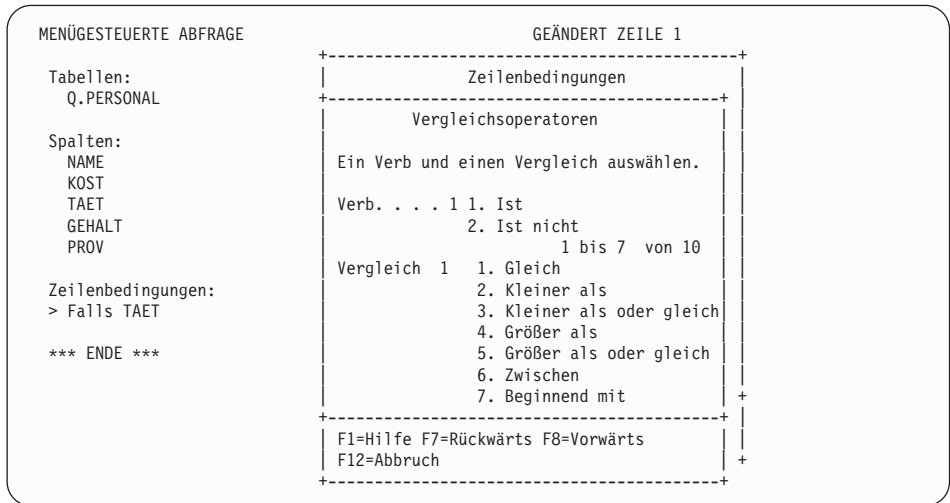 MENÜGESTEUERTE ABFRAGE GEÄNDERT ZEILE 1
Tabellen: Zeilenbedingungen
Q.PERSONAL
Vergleichsoperatoren
Spalten:
NAME Ein Verb und einen Vergleich auswählen.
KOST
TAET Verb. . . . 1 1. Ist
GEHALT 2. Ist nicht
PROV 1 bis 7 von 10
Vergleich 1 1. Gleich
Zeilenbedingungen: 2. Kleiner als
> Falls TAET 3. Kleiner als oder gleich
4. Größer als
*** ENDE *** 5. Größer als oder gleich
6. Zwischen
7. Beginnend mit
F1=Hilfe F7=Rückwärts F8=Vorwärts
F12=Abbruch